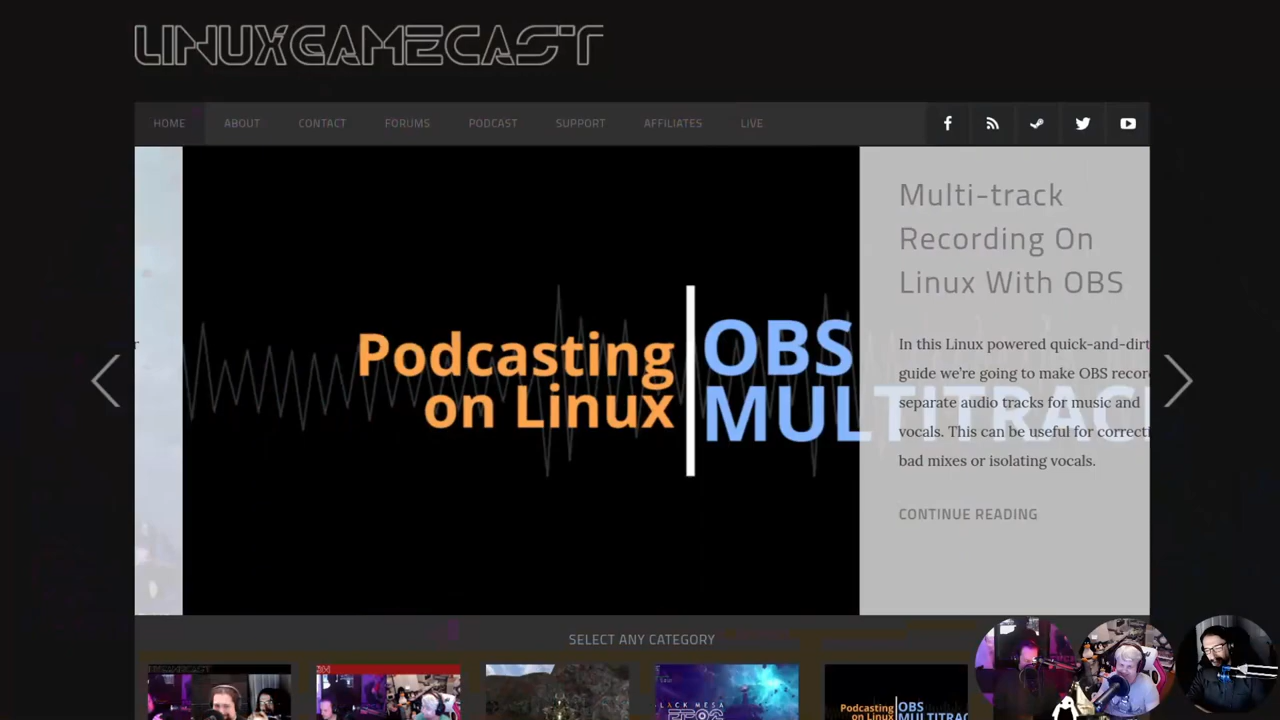 LINUXGAMECAST
HOME ABOUT CONTACT FORUMS PODCAST SUPPORT AFFILIATES LIVE
Multi-track
Recording On
Linux With OBS
Podcasting
on Linux
OBS
MULTITRACK
In this Linux powered quick-and-dirt
guide we're going to make OBS recor
separate audio tracks for music and
vocals. This can be useful for correcti
bad mixes or isolating vocals.
CONTINUE READING
SELECT ANY CATEGORY
BLACK MESA
Podcasting
on Linux
OBS
MULTITRAC